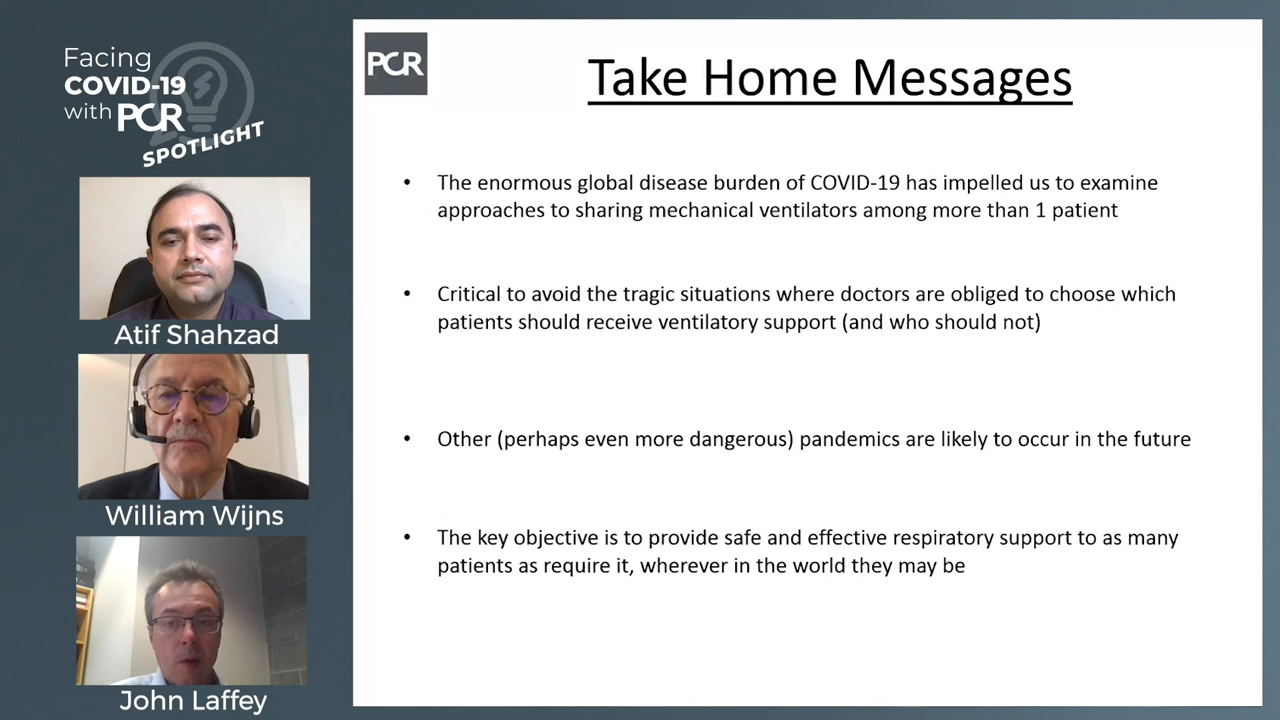 Facing
COVID-19
with PCR
SPOTLIGHT
Atif Shahzad
William Wijns
John Laffey
PCR
Take Home Messages
• The enormous global disease burden of COVID-19 has impelled us to examine
approaches to sharing mechanical ventilators among more than 1 patient
• Critical to avoid the tragic situations where doctors are obliged to choose which
patients should receive ventilatory support (and who should not)
• Other (perhaps even more dangerous) pandemics are likely to occur in the future
• The key objective is to provide safe and effective respiratory support to as many
patients as require it, wherever in the world they may be